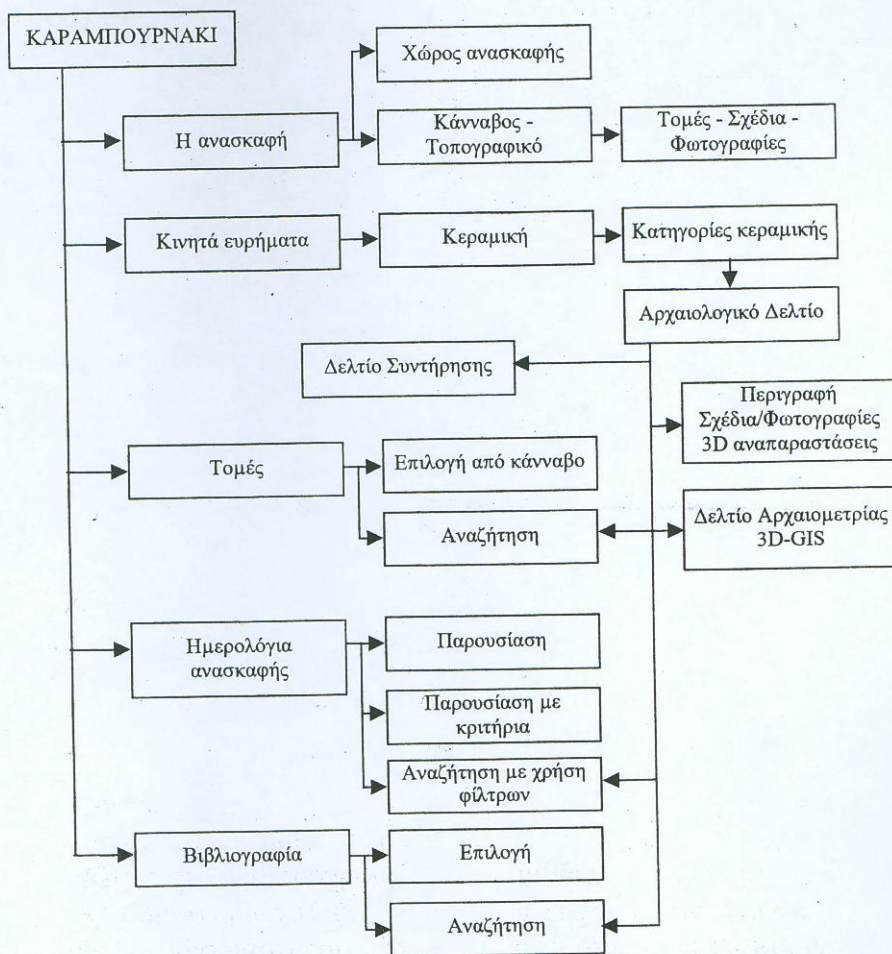 ΚΑΡΑΜΠΟΥΡΝΑΚΙ
Χώρος ανασκαφής
Η ανασκαφή
Κάνναβος -
Τοπογραφικό
Τομές - Σχέδια -
Φωτογραφίες
Κινητά ευρήματα
Κεραμική
Κατηγορίες κεραμικής
Αρχαιολογικό Δελτίο
Δελτίο Συντήρησης
Περιγραφή
Σχέδια/Φωτογραφίες
3D αναπαραστάσεις
Τομές
Επιλογή από κάνναβο
Αναζήτηση
Δελτίο Αρχαιομετρίας
3D-GIS
Ημερολόγια
ανασκαφής
Παρουσίαση
Παρουσίαση με
κριτήρια
Αναζήτηση με χρήση
φίλτρων
Βιβλιογραφία
Επιλογή
Αναζήτηση